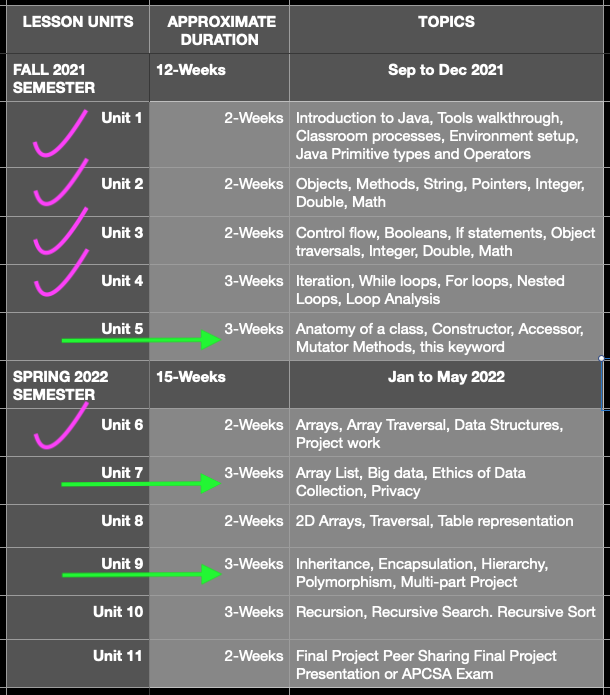 LESSON UNITS APPROXIMATE DURATION TOPICS
FALL 2021 SEMESTER 12-Weeks Sep to Dec 2021
Unit 1 2-Weeks Introduction to Java, Tools walkthrough,
Classroom processes, Environment setup,
Java Primitive types and Operators
Unit 2 2-Weeks Objects, Methods, String, Pointers, Integer,
Double, Math
Unit 3 2-Weeks Control flow, Booleans, If statements, Object
traversals, Integer, Double, Math
Unit 4 3-Weeks Iteration, While loops, For loops, Nested
Loops, Loop Analysis
Unit 5 3-Weeks Anatomy of a class, Constructor, Accessor,
Mutator Methods, this keyword
SPRING 2022 SEMESTER 15-Weeks Jan to May 2022
Unit 6 2-Weeks Arrays, Array Traversal, Data Structures,
Project work
Unit 7 3-Weeks Array List, Big data, Ethics of Data
Collection, Privacy
Unit 8 2-Weeks 2D Arrays, Traversal, Table representation
Unit 9 3-Weeks Inheritance, Encapsulation, Hierarchy,
Polymorphism, Multi-part Project
Unit 10 3-Weeks Recursion, Recursive Search. Recursive Sort
Unit 11 2-Weeks Final Project Peer Sharing Final Project
Presentation or APCSA Exam